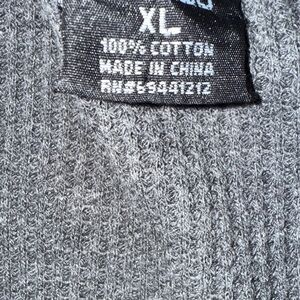 XL
100% COTTON
MADE IN CHINA
RN#69441212